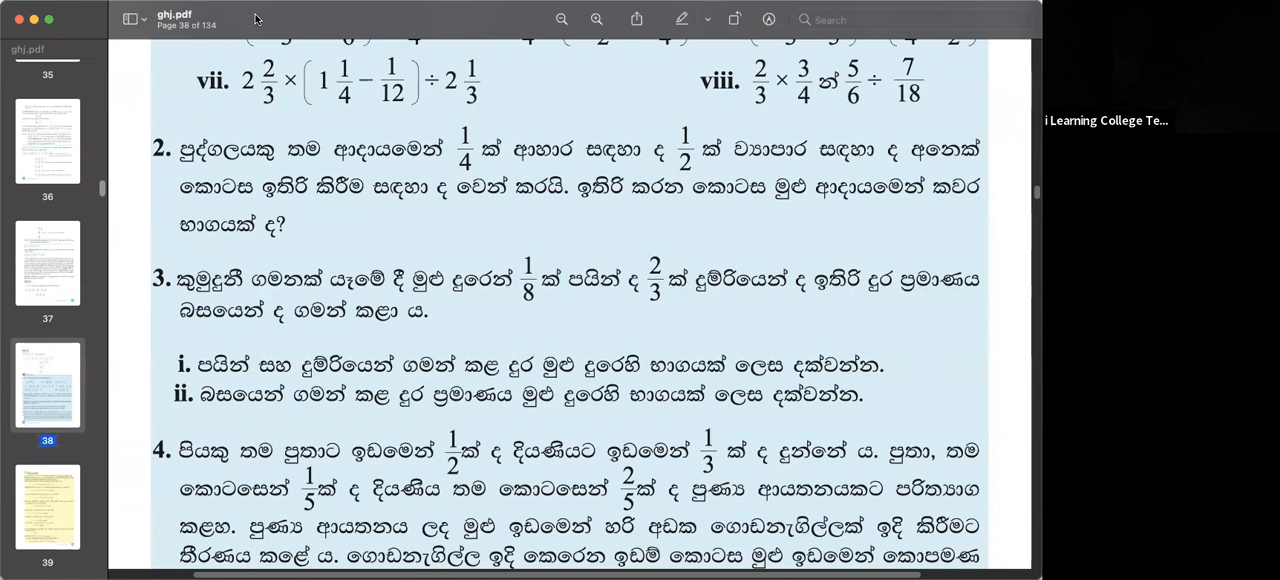 ghj.pdf
Page 38 of 134
Search
ghj.pdf
35
36
37
38
39
i Learning College Te...
vii. 2 2/3 × ( 1 1/4 − 1/12 ) ÷ 2 1/3
viii. 2/3 × 3/4 න් 5/6 ÷ 7/18
2. පුද්ගලයකු තම ආදායමෙන් 1/4 ක් ආහාර සඳහා ද 1/2 ක් ව්‍යාපාර සඳහා ද අනෙක්
කොටස ඉතිරි කිරීම සඳහා ද වෙන් කරයි. ඉතිරි කරන කොටස මුළු ආදායමෙන් කවර
භාගයක් ද?
3. කුමුදුනී ගමනක් යෑමේ දී මුළු දුරෙන් 1/8 ක් පයින් ද 2/3 ක් දුම්රියෙන් ද ඉතිරි දුර ප්‍රමාණය
බසයෙන් ද ගමන් කළා ය.
i. පයින් සහ දුම්රියෙන් ගමන් කළ දුර මුළු දුරෙහි භාගයක් ලෙස දක්වන්න.
ii. බසයෙන් ගමන් කළ දුර ප්‍රමාණය මුළු දුරෙහි භාගයක් ලෙස දක්වන්න.
4. පියකු තම පුතාට ඉඩමෙන් 1/2 ක් ද දියණියට ඉඩමෙන් 1/3 ක් ද දුන්නේ ය. පුතා, තම
කොටසෙන් 1/5 ක් ද දියණිය තම කොටසෙන් 2/5 ක් ද පුණ්‍ය ආයතනයකට පරිත්‍යාග
කරන. පුණ්‍ය ආයතනය ලද මුළු ඉඩමෙන් හරි අඩක ගොඩනැගිල්ලක් ඉදි කිරීමට
තීරණය කළේ ය. ගොඩනැගිල්ල ඉදි කෙරෙන ඉඩම් කොටස මුළු ඉඩමෙන් කොපමණ